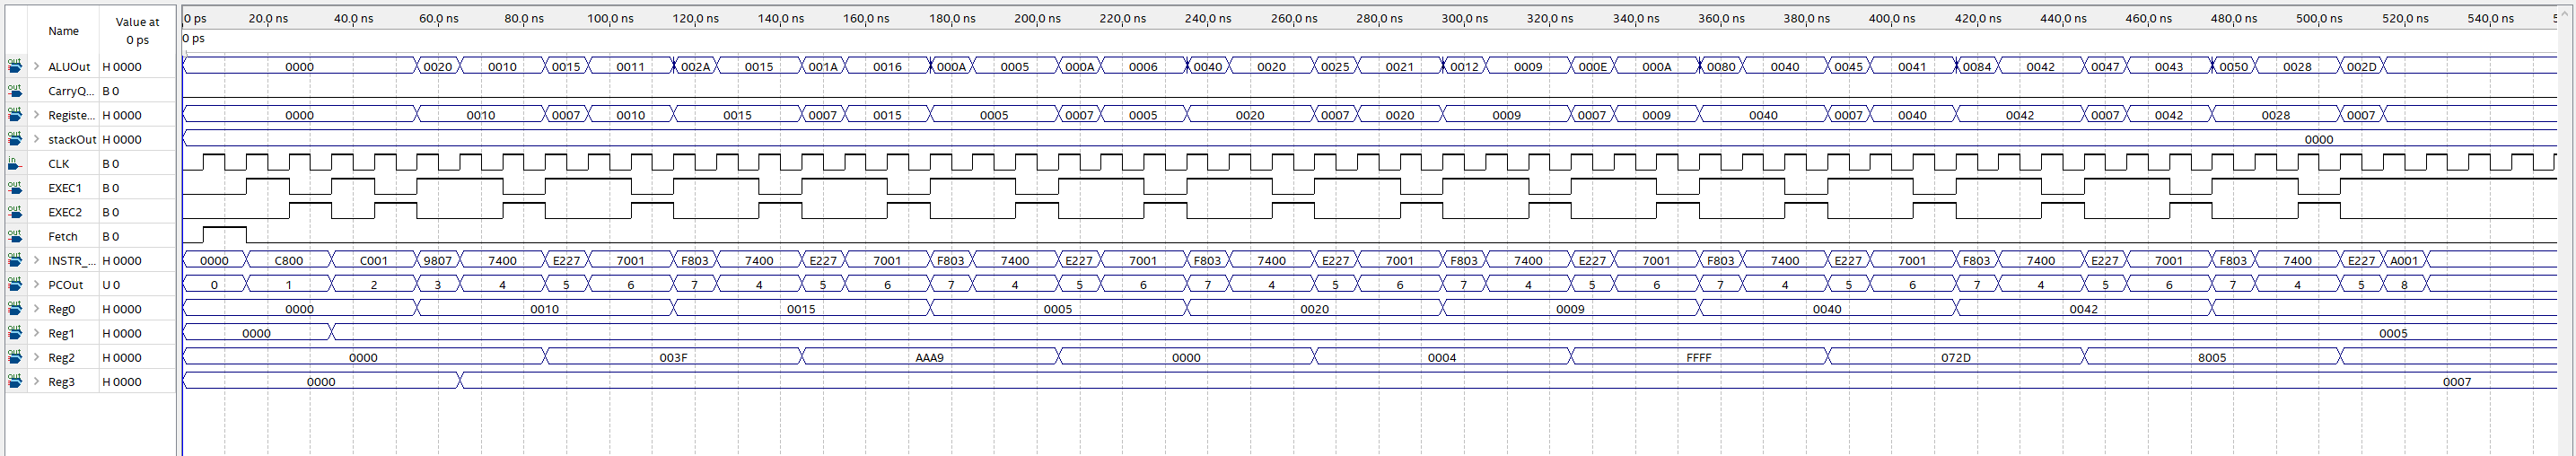 Name Value at 0 ps
0 ps 20.0 ns 40.0 ns 60.0 ns 80.0 ns 100.0 ns 120.0 ns 140.0 ns 160.0 ns 180.0 ns 200.0 ns 220.0 ns 240.0 ns 260.0 ns 280.0 ns 300.0 ns 320.0 ns 340.0 ns 360.0 ns 380.0 ns 400.0 ns 420.0 ns 440.0 ns 460.0 ns 480.0 ns 500.0 ns 520.0 ns 540.0 ns
0 ps
ALUOut H 0000 0000 0020 0010 0015 0011 002A 0015 001A 0016 000A 0005 000A 0006 0040 0020 0025 0021 0012 0009 000E 000A 0080 0040 0045 0041 0084 0042 0047 0043 0050 0028 002D
CarryQ... B 0
Registe... H 0000 0000 0010 0007 0010 0015 0007 0015 0005 0007 0005 0020 0007 0020 0009 0007 0009 0040 0007 0040 0042 0007 0042 0028 0007
stackOut H 0000 0000
CLK B 0
EXEC1 B 0
EXEC2 B 0
Fetch B 0
INSTR_... H 0000 0000 C800 C001 9807 7400 E227 7001 F803 7400 E227 7001 F803 7400 E227 7001 F803 7400 E227 7001 F803 7400 E227 7001 F803 7400 E227 7001 F803 7400 E227 7001 F803 7400 E227 A001
PCOut U 0 0 1 2 3 4 5 6 7 4 5 6 7 4 5 6 7 4 5 6 7 4 5 6 7 4 5 6 7 4 5 6 7 4 5 8
Reg0 H 0000 0000 0010 0015 0005 0020 0009 0040 0042
Reg1 H 0000 0000 0005
Reg2 H 0000 0000 003F AAA9 0000 0004 FFFF 072D 8005
Reg3 H 0000 0000 0007